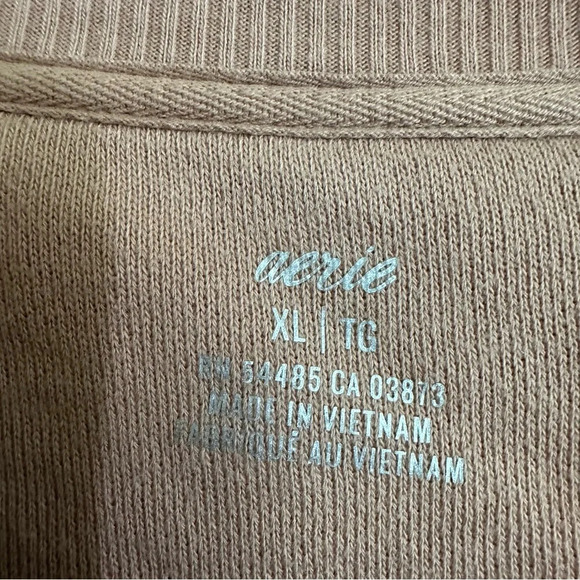 aerie
XL | TG
RN 54485 CA 03873
MADE IN VIETNAM
FABRIQUÉ AU VIETNAM